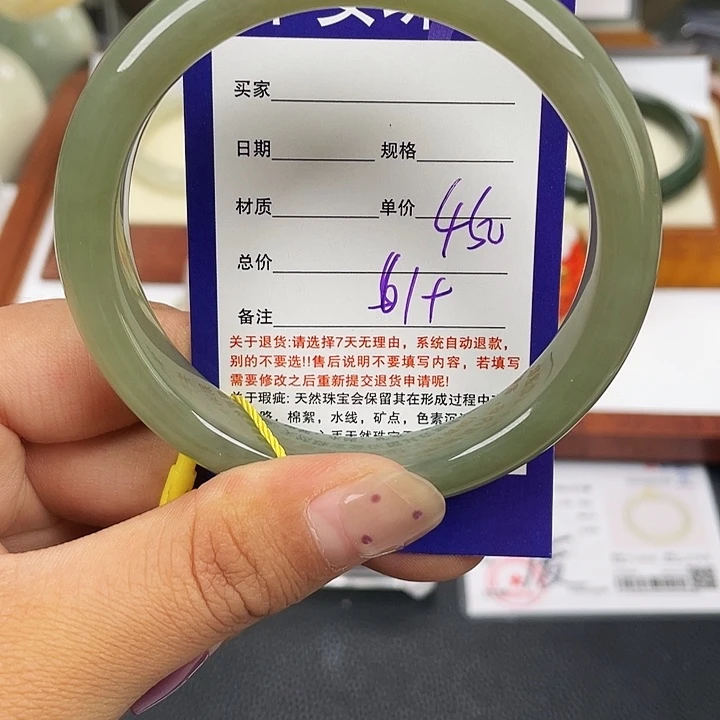 买家
日期 规格
材质 单价 450
总价
61+
备注
关于退货:请选择7天无理由，系统自动退款，
别的不要选!!售后说明不要填写内容，若填写
需要修改之后重新提交退货申请呢!
关于瑕疵: 天然珠宝会保留其在形成过程中
路，棉絮，水线，矿点，色素沉